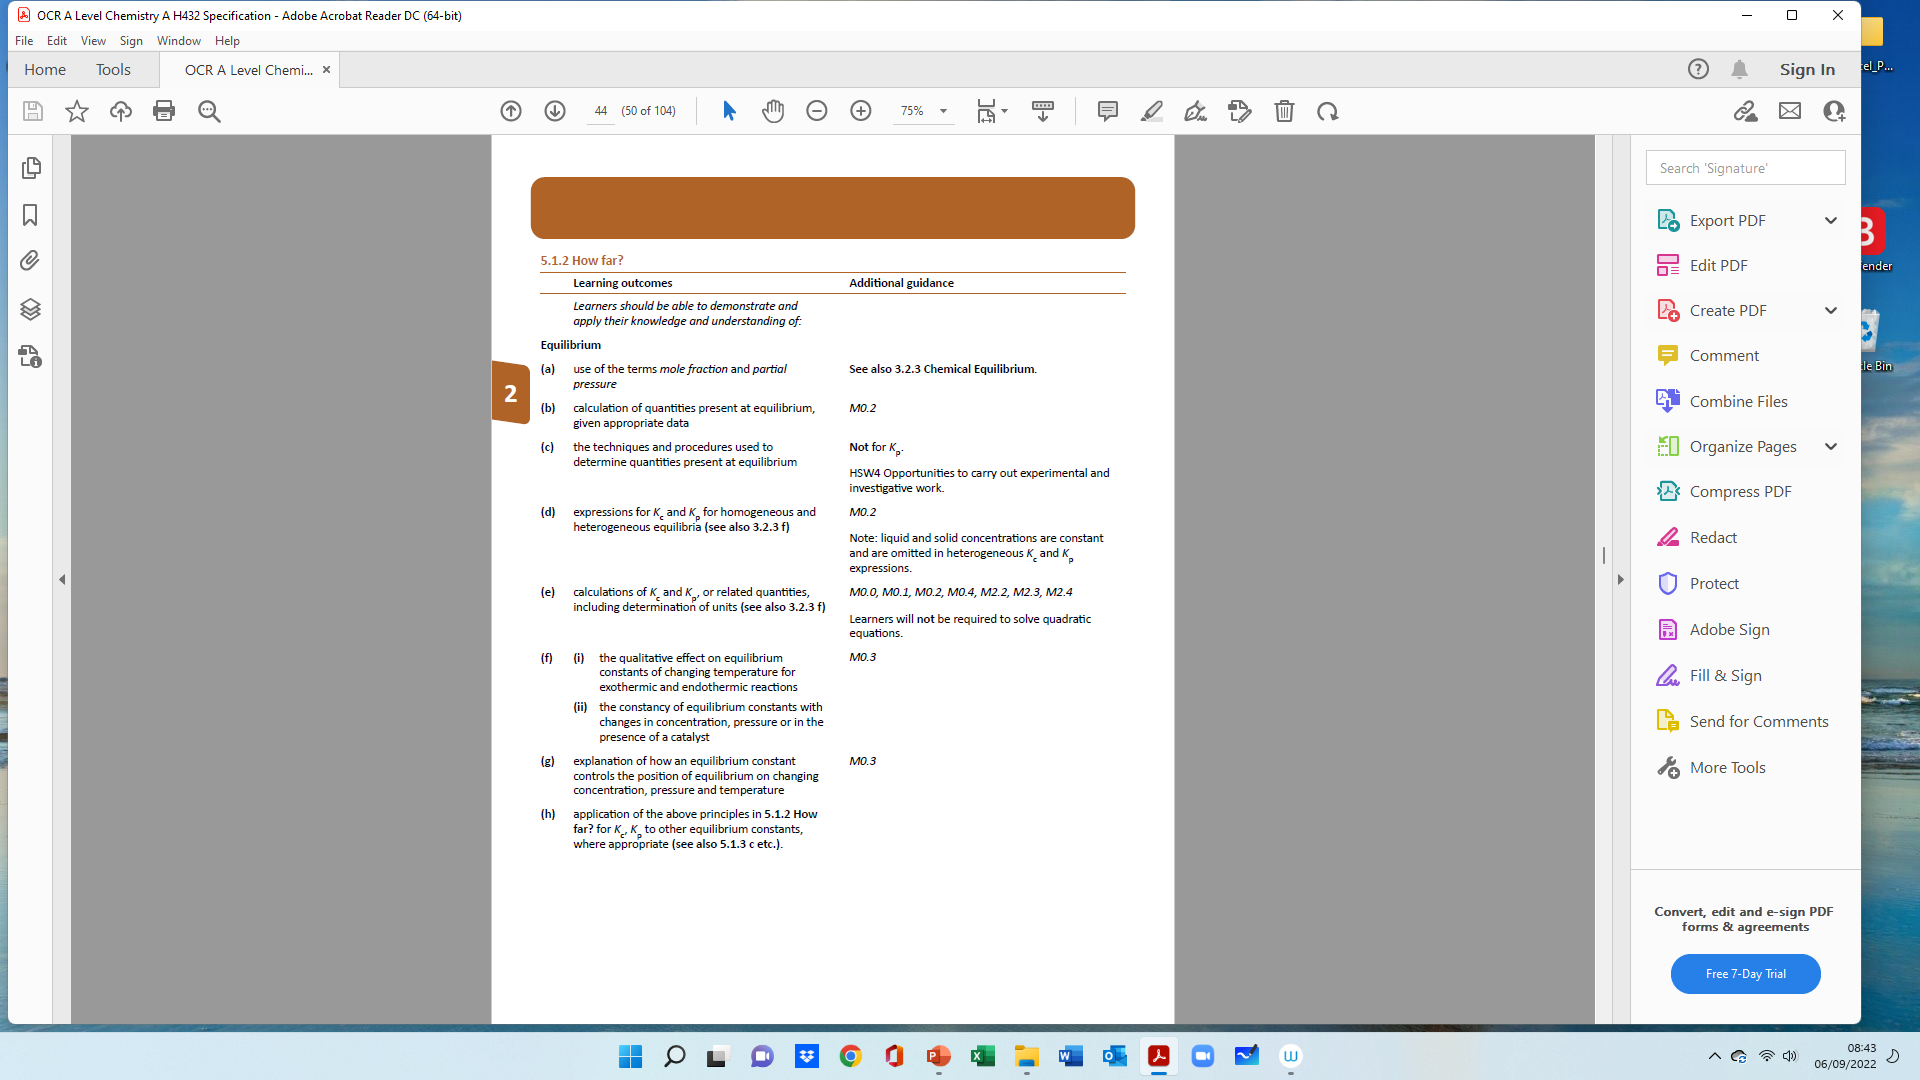 OCR A Level Chemistry A H432 Specification - Adobe Acrobat Reader DC (64-bit)
File Edit View Sign Window Help
Home Tools OCR A Level Chemi... × Sign In
44 (50 of 104) 75%
5.1.2 How far?
Learning outcomes Additional guidance
Learners should be able to demonstrate and
apply their knowledge and understanding of:
Equilibrium
(a) use of the terms mole fraction and partial See also 3.2.3 Chemical Equilibrium.
pressure
2
(b) calculation of quantities present at equilibrium, M0.2
given appropriate data
(c) the techniques and procedures used to Not for Kp.
determine quantities present at equilibrium
HSW4 Opportunities to carry out experimental and
investigative work.
(d) expressions for Kc and Kp for homogeneous and M0.2
heterogeneous equilibria (see also 3.2.3 f)
Note: liquid and solid concentrations are constant
and are omitted in heterogeneous Kc and Kp
expressions.
(e) calculations of Kc and Kp, or related quantities, M0.0, M0.1, M0.2, M0.4, M2.2, M2.3, M2.4
including determination of units (see also 3.2.3 f)
Learners will not be required to solve quadratic
equations.
(f) (i) the qualitative effect on equilibrium M0.3
constants of changing temperature for
exothermic and endothermic reactions
(ii) the constancy of equilibrium constants with
changes in concentration, pressure or in the
presence of a catalyst
(g) explanation of how an equilibrium constant M0.3
controls the position of equilibrium on changing
concentration, pressure and temperature
(h) application of the above principles in 5.1.2 How
far? for Kc, Kp to other equilibrium constants,
where appropriate (see also 5.1.3 c etc.).
Search 'Signature'
Export PDF
Edit PDF
Create PDF
Comment
Combine Files
Organize Pages
Compress PDF
Redact
Protect
Adobe Sign
Fill & Sign
Send for Comments
More Tools
Convert, edit and e-sign PDF
forms & agreements
Free 7-Day Trial
cel_P...
ender
cle Bin
08:43
06/09/2022